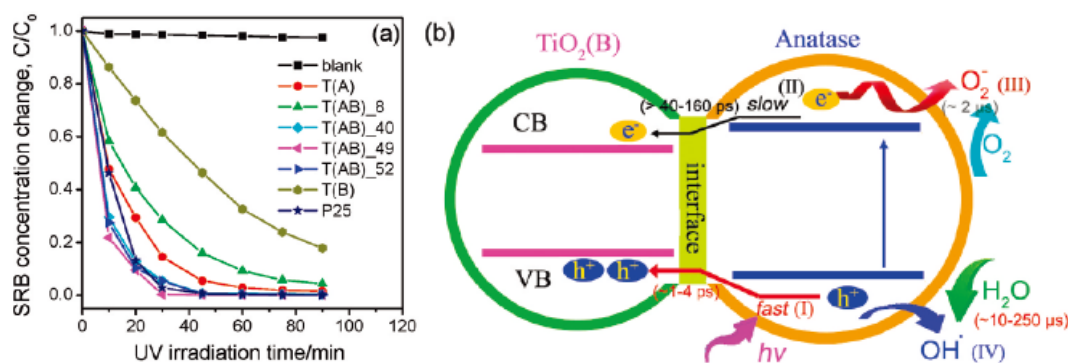 (a)
SRB concentration change, C/C₀
1.0
0.8
0.6
0.4
0.2
0.0
0 20 40 60 80 100 120
UV irradiation time/min
blank
T(A)
T(AB)_8
T(AB)_40
T(AB)_49
T(AB)_52
T(B)
P25
(b)
TiO₂(B)
Anatase
CB
VB
e⁻
(> 40-160 ps) slow
(II)
e⁻
O₂⁻ (III)
(~ 2 µs)
O₂
interface
h⁺ h⁺
(~1-4 ps)
fast (I)
h⁺
hv
H₂O
(~10-250 µs)
OH˙ (IV)